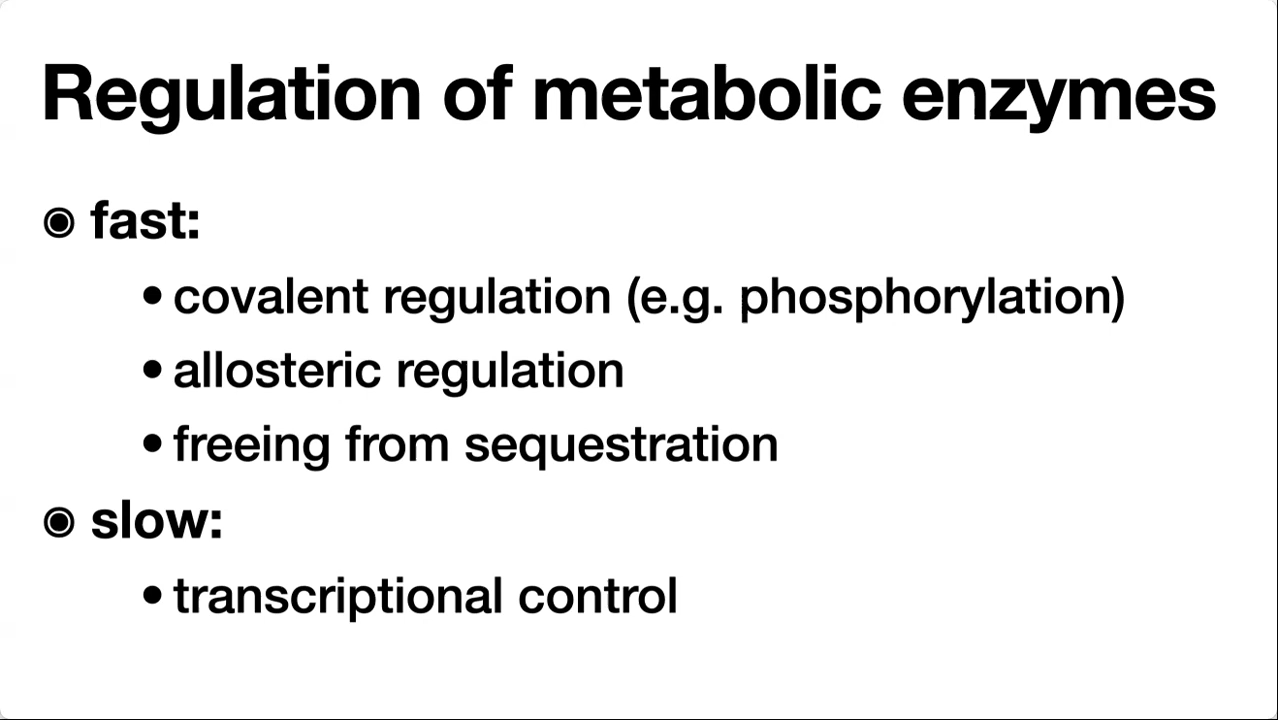 Regulation of metabolic enzymes
◉ fast:
• covalent regulation (e.g. phosphorylation)
• allosteric regulation
• freeing from sequestration
◉ slow:
• transcriptional control